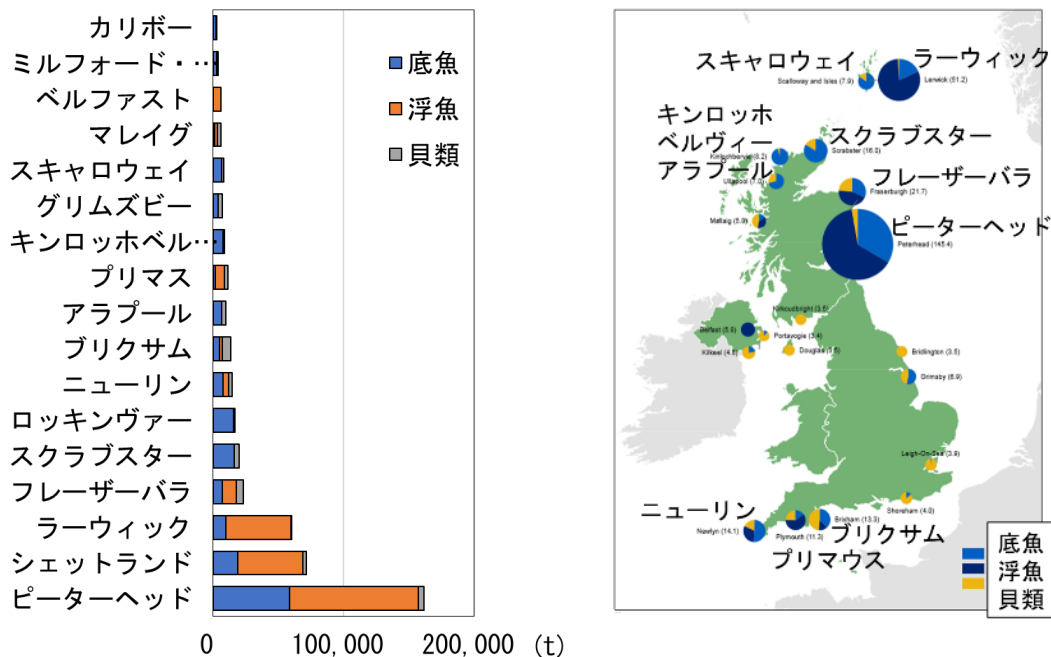 カリボー
ミルフォード・…
ベルファスト
マレイグ
スキャロウェイ
グリムズビー
キンロッホベル…
プリマス
アラプール
ブリクサム
ニューリン
ロッキンヴァー
スクラブスター
フレーザーバラ
ラーウィック
シェットランド
ピーターヘッド
0
100,000
200,000
(t)
底魚
浮魚
貝類
スキャロウェイ
ラーウィック
Scalloway and Isles (7.9)
Lerwick (51.2)
キンロッホ
ベルヴィー
スクラブスター
Scrabster (16.2)
アラプール
Ullapool (7.0)
フレーザーバラ
Fraserburgh (21.7)
Mallaig (5.9)
ピーターヘッド
Peterhead (145.4)
Kirkcudbright (3.6)
Portavogie (3.4)
Bridlington (3.5)
Grimsby (6.9)
Leigh-On-Sea (3.9)
Shoreham (4.0)
ニューリン
Newlyn (14.1)
Plymouth (11.3)
Brixham (13.3)
ブリクサム
プリマウス
底魚
浮魚
貝類